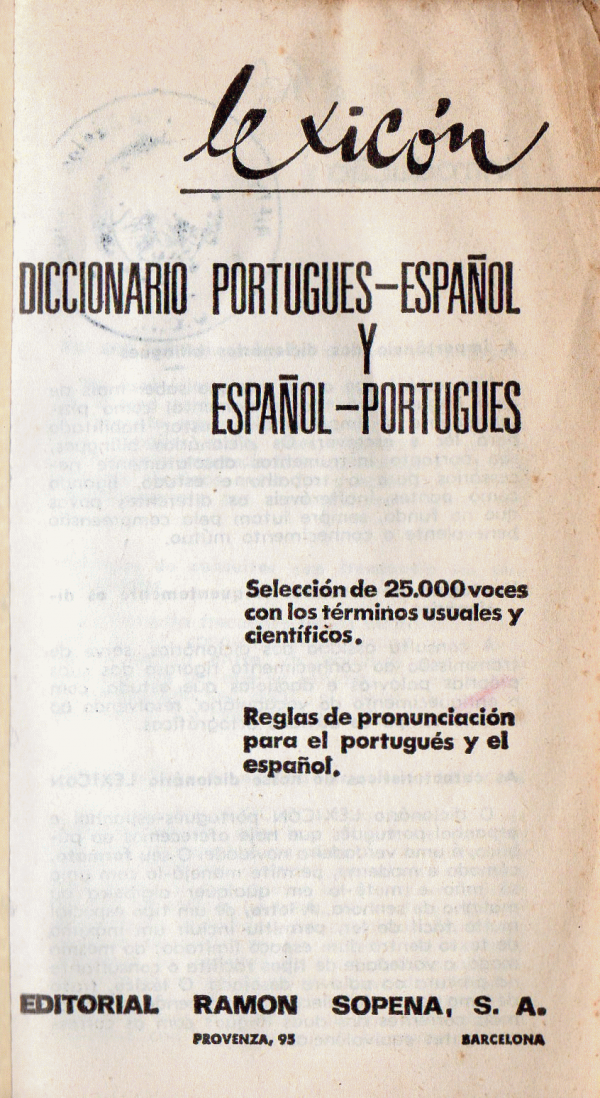 lexicón
DICCIONARIO PORTUGUES-ESPAÑOL
Y
ESPAÑOL-PORTUGUES
Selección de 25.000 voces
con los términos usuales y
científicos.
Reglas de pronunciación
para el portugués y el
español.
EDITORIAL RAMON SOPENA, S. A.
PROVENZA, 95 BARCELONA